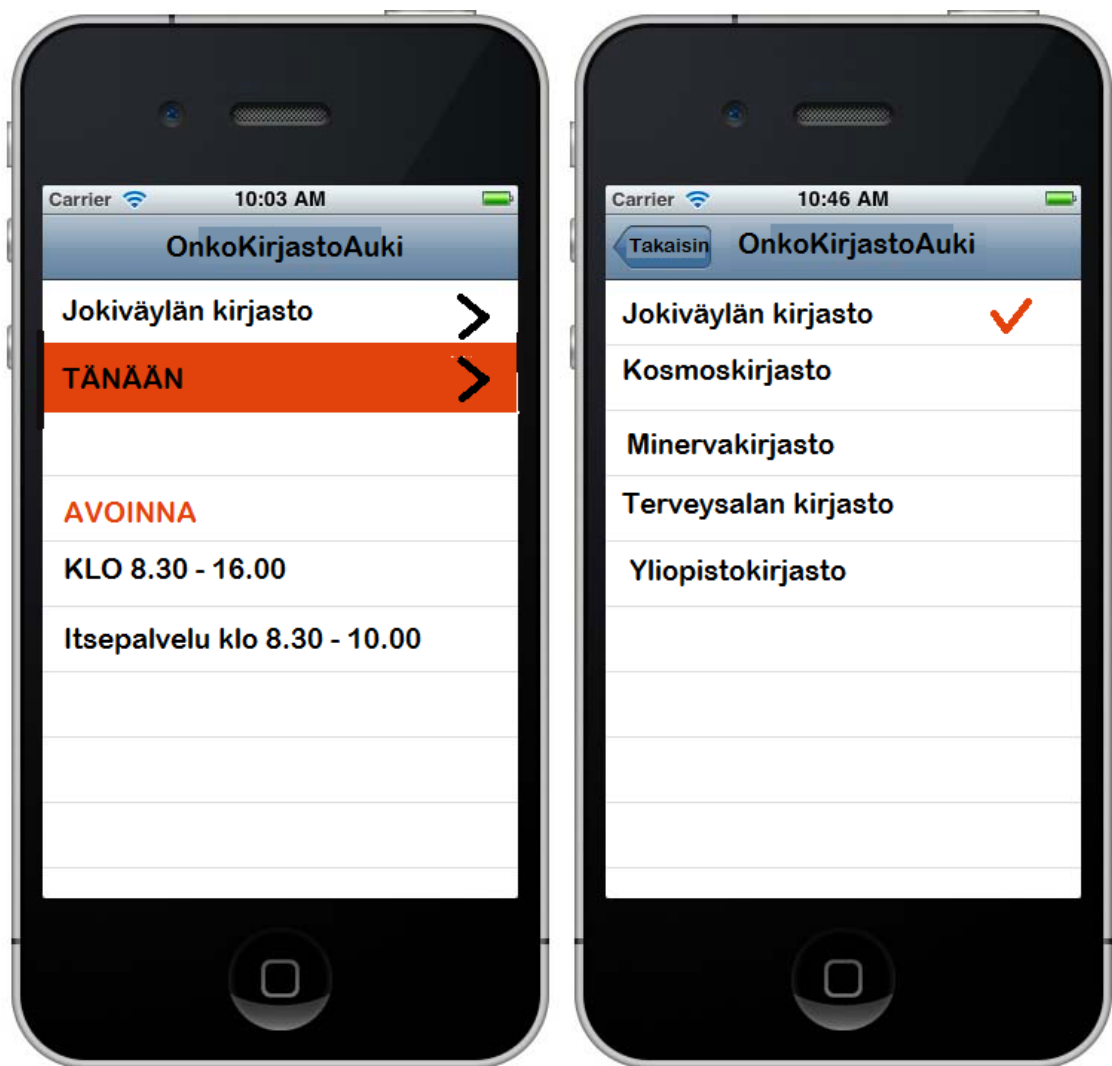 Carrier 10:03 AM
OnkoKirjastoAuki
Jokiväylän kirjasto
TÄNÄÄN
AVOINNA
KLO 8.30 - 16.00
Itsepalvelu klo 8.30 - 10.00
Carrier 10:46 AM
Takaisin OnkoKirjastoAuki
Jokiväylän kirjasto
Kosmoskirjasto
Minervakirjasto
Terveysalan kirjasto
Yliopistokirjasto